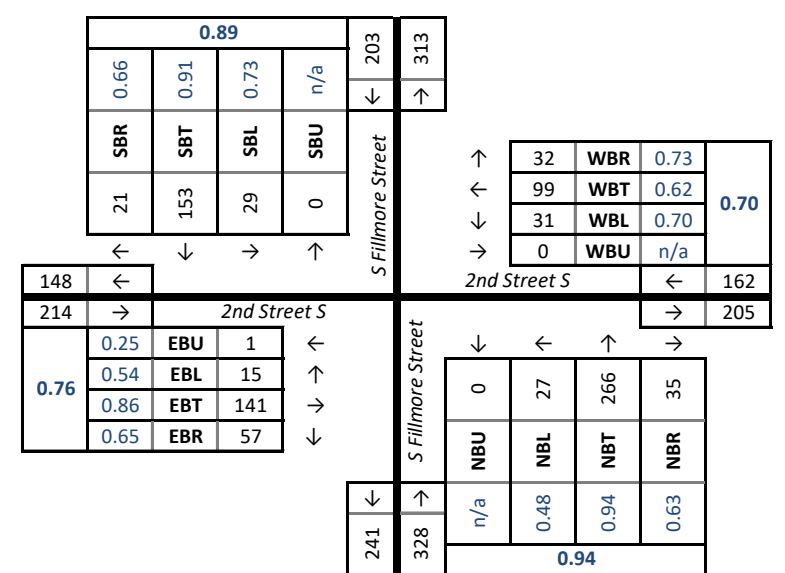 0.89
0.66 0.91 0.73 n/a
SBR SBT SBL SBU
21 153 29 0
← ↓ → ↑
203 313
↓ ↑
S Fillmore Street
↑ 32 WBR 0.73
← 99 WBT 0.62
↓ 31 WBL 0.70
→ 0 WBU n/a
0.70
148 ←
2nd Street S
← 162
214 →
2nd Street S
→ 205
0.76
0.25 EBU 1 ←
0.54 EBL 15 ↑
0.86 EBT 141 →
0.65 EBR 57 ↓
S Fillmore Street
↓ ← ↑ →
0 27 266 35
NBU NBL NBT NBR
n/a 0.48 0.94 0.63
0.94
↓ ↑
241 328